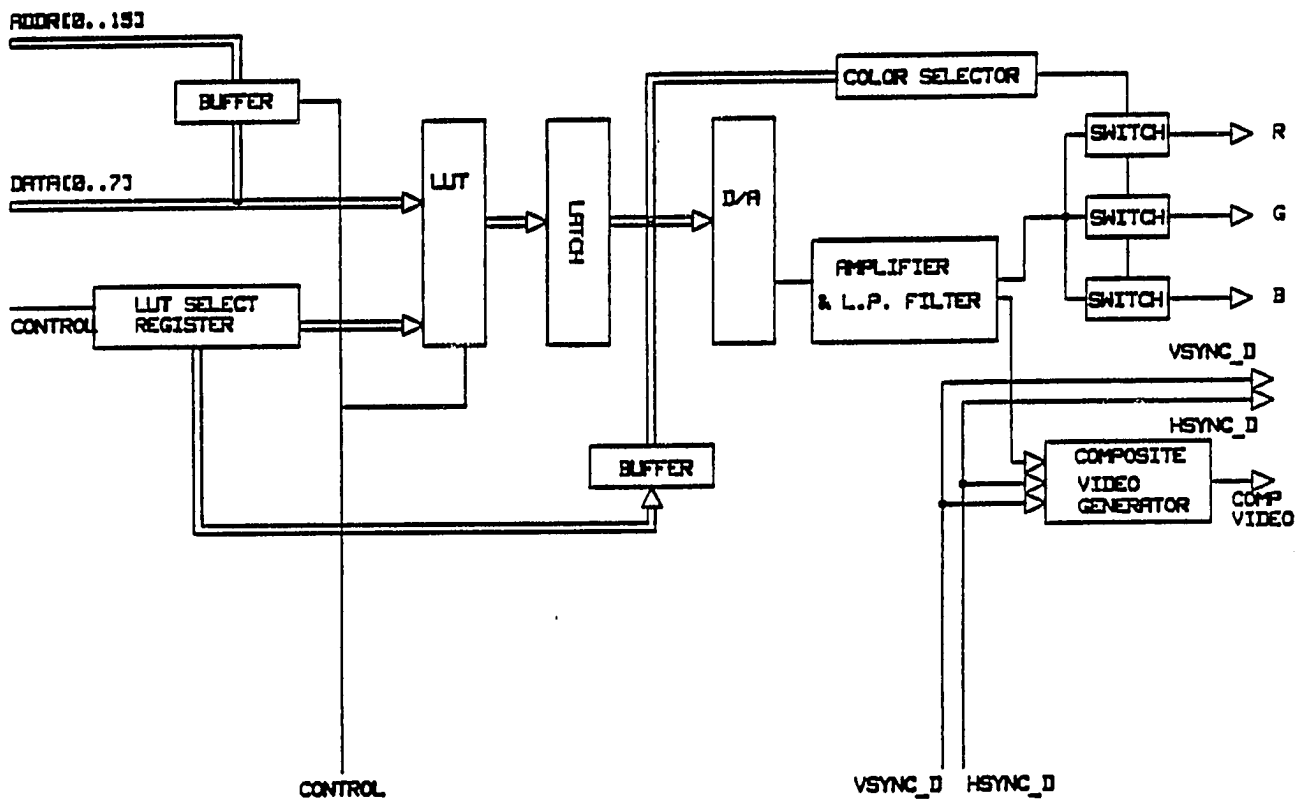 ADDR[0..15]
BUFFER
COLOR SELECTOR
SWITCH
R
DATA[0..7]
LUT
LATCH
D/A
SWITCH
G
AMPLIFIER
& L.P. FILTER
SWITCH
B
CONTROL
LUT SELECT
REGISTER
VSYNC_D
HSYNC_D
BUFFER
COMPOSITE
VIDEO
GENERATOR
COMP
VIDEO
CONTROL
VSYNC_D
HSYNC_D